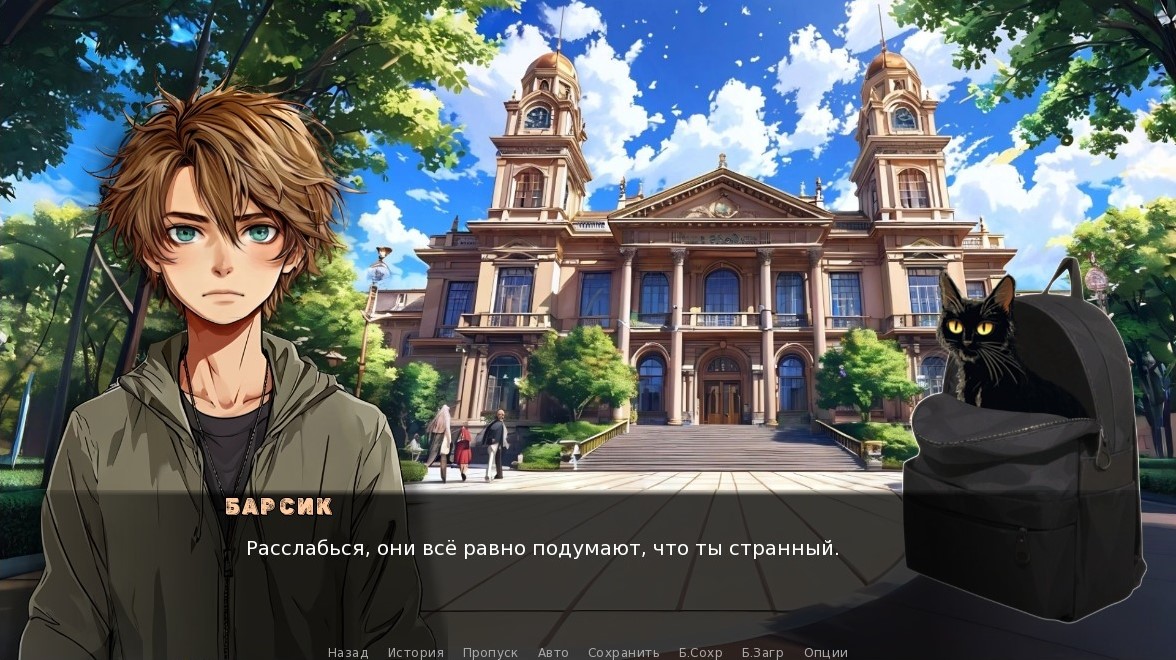 БАРСИК
Расслабься, они всё равно подумают, что ты странный.
Назад История Пропуск Авто Сохранить Б.Сохр Б.Загр Опции